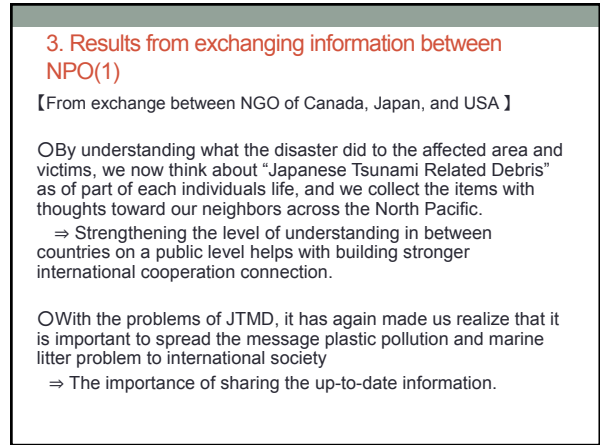 3. Results from exchanging information between
NPO(1)
【From exchange between NGO of Canada, Japan, and USA 】
〇By understanding what the disaster did to the affected area and
victims, we now think about “Japanese Tsunami Related Debris”
as of part of each individuals life, and we collect the items with
thoughts toward our neighbors across the North Pacific.
⇒ Strengthening the level of understanding in between
countries on a public level helps with building stronger
international cooperation connection.
〇With the problems of JTMD, it has again made us realize that it
is important to spread the message plastic pollution and marine
litter problem to international society
⇒ The importance of sharing the up-to-date information.